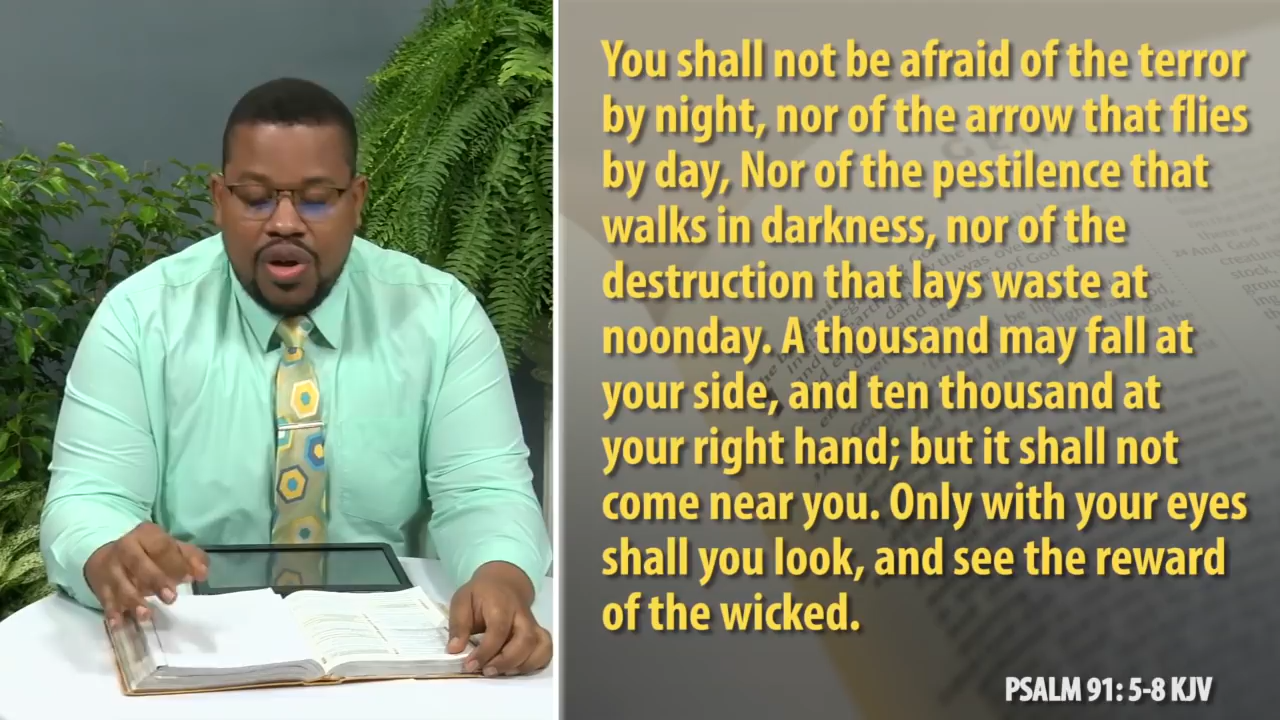 You shall not be afraid of the terror
by night, nor of the arrow that flies
by day, Nor of the pestilence that
walks in darkness, nor of the
destruction that lays waste at
noonday. A thousand may fall at
your side, and ten thousand at
your right hand; but it shall not
come near you. Only with your eyes
shall you look, and see the reward
of the wicked.
PSALM 91: 5-8 KJV